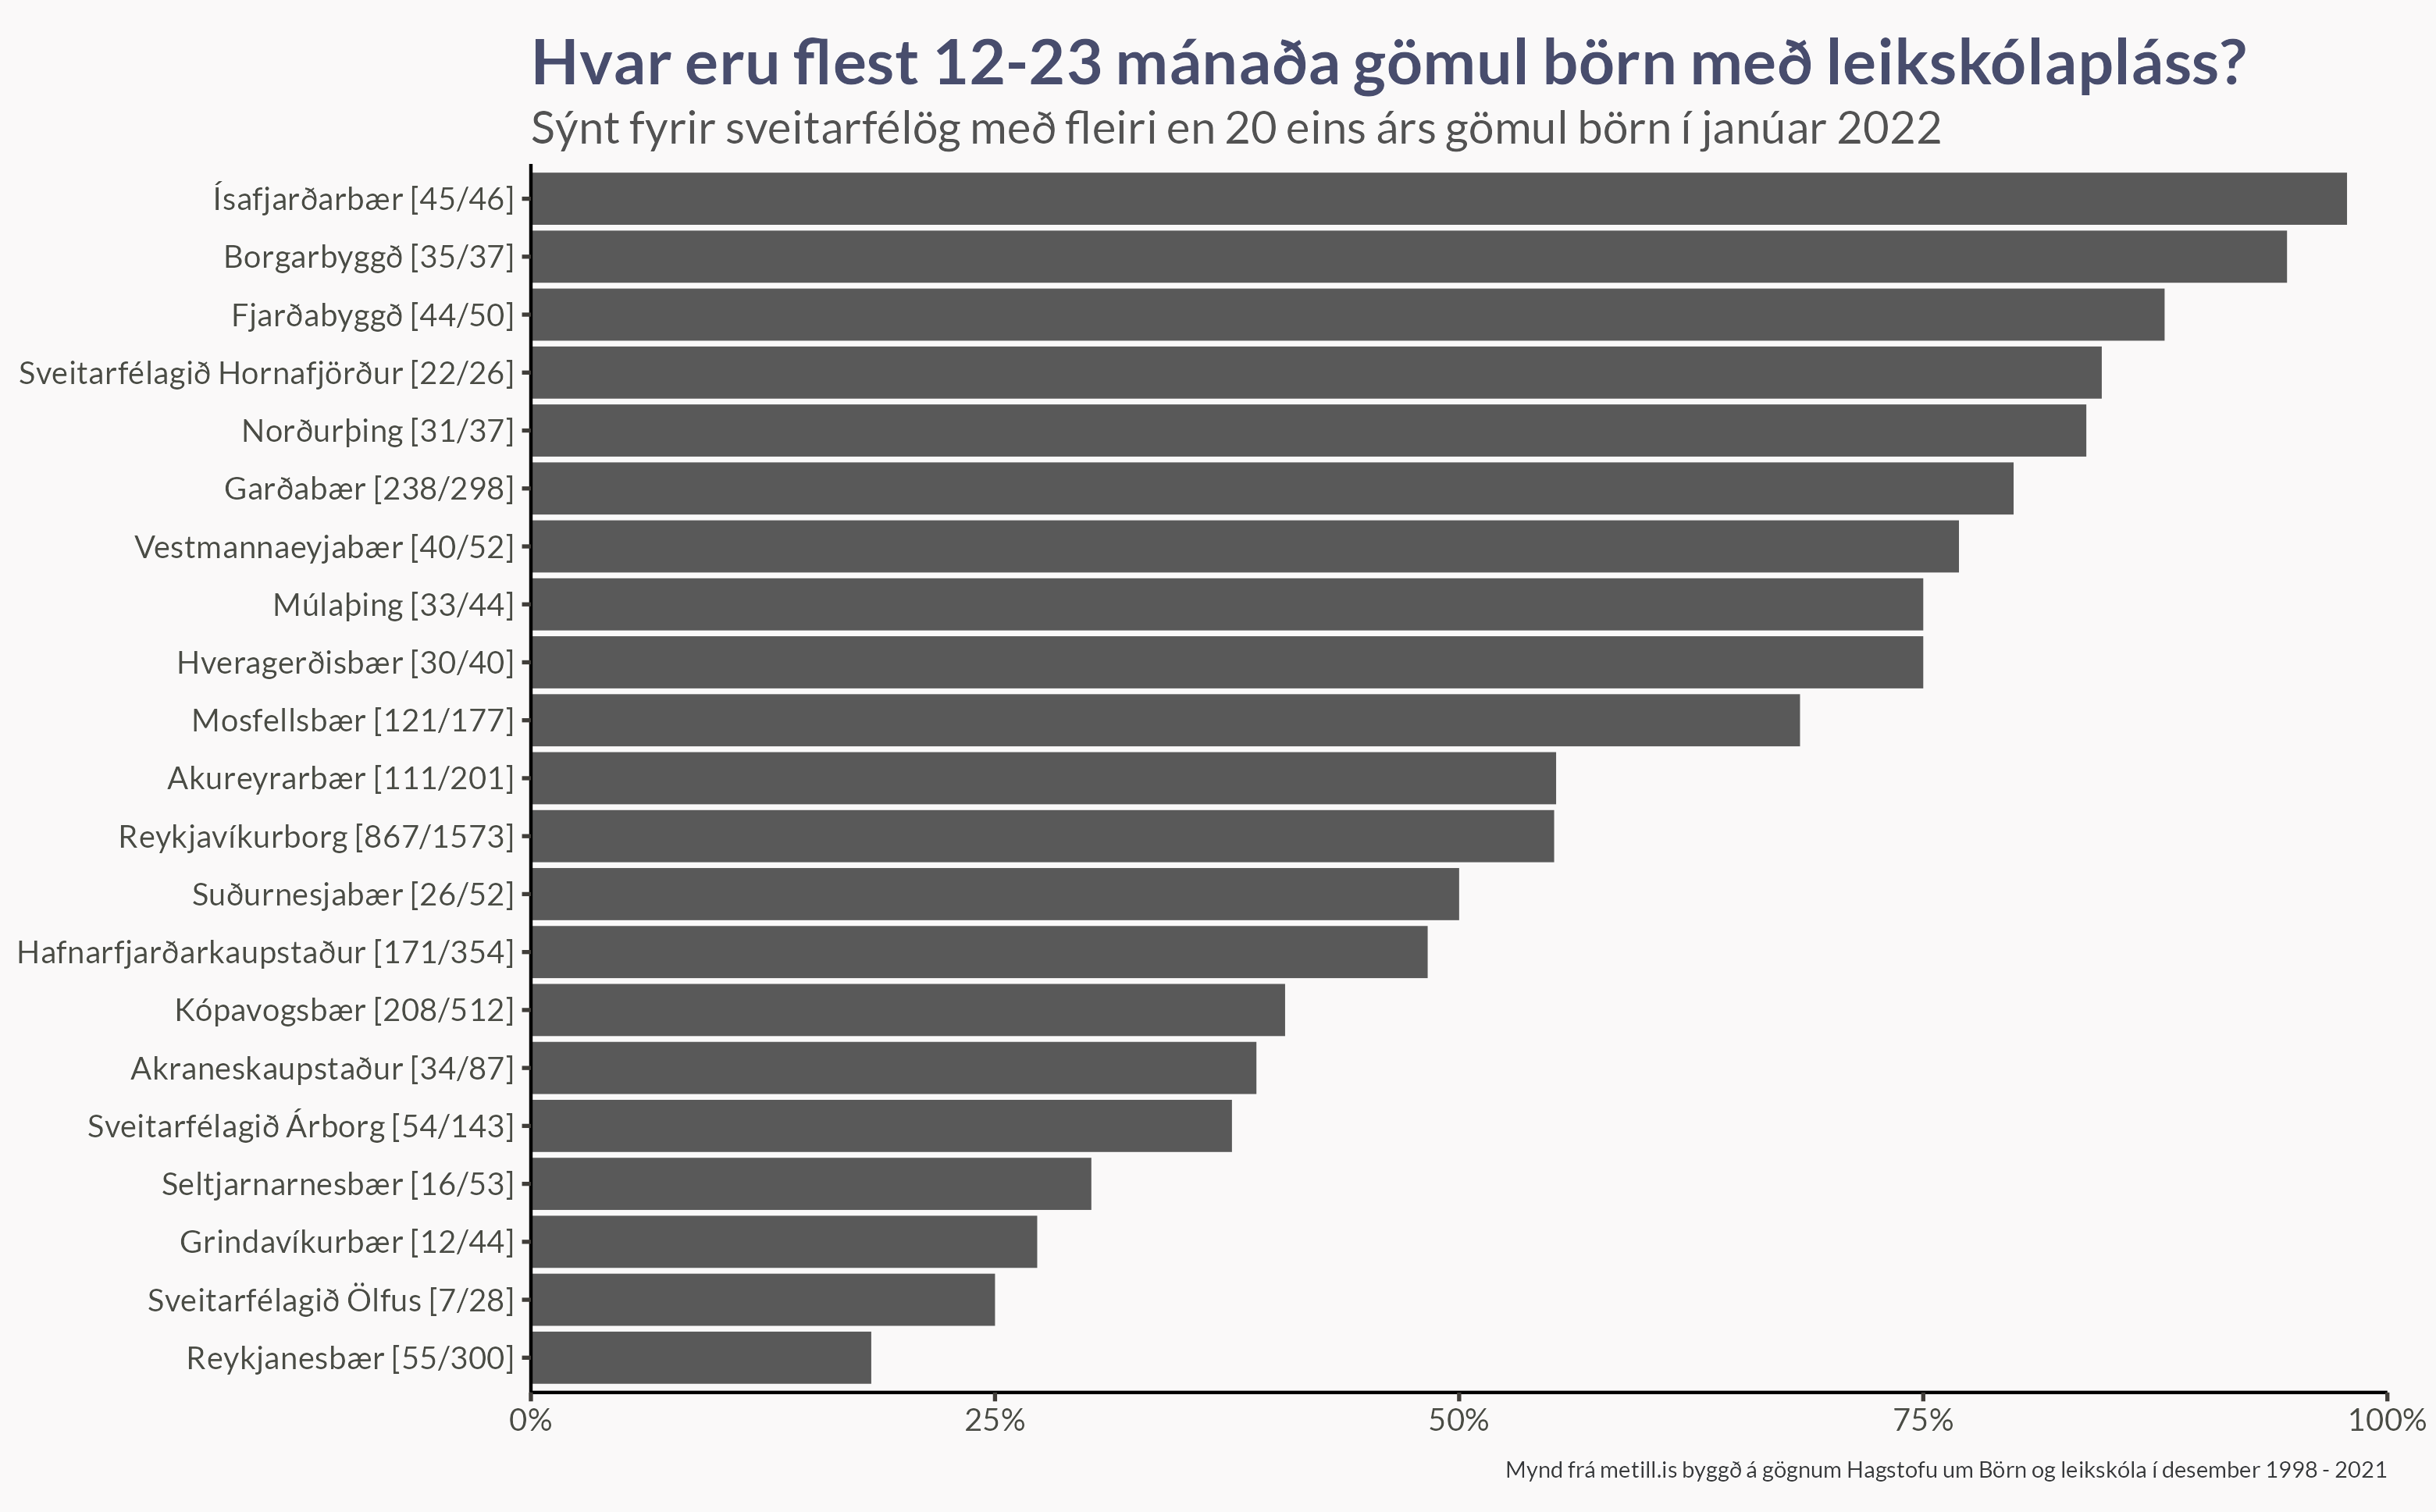 Hvar eru flest 12-23 mánaða gömul börn með leikskólapláss?
Sýnt fyrir sveitarfélög með fleiri en 20 eins árs gömul börn í janúar 2022
Ísafjarðarbær [45/46]
Borgarbyggð [35/37]
Fjarðabyggð [44/50]
Sveitarfélagið Hornafjörður [22/26]
Norðurþing [31/37]
Garðabær [238/298]
Vestmannaeyjabær [40/52]
Múlaþing [33/44]
Hveragerðisbær [30/40]
Mosfellsbær [121/177]
Akureyrarbær [111/201]
Reykjavíkurborg [867/1573]
Suðurnesjabær [26/52]
Hafnarfjarðarkaupstaður [171/354]
Kópavogsbær [208/512]
Akraneskaupstaður [34/87]
Sveitarfélagið Árborg [54/143]
Seltjarnarnesbær [16/53]
Grindavíkurbær [12/44]
Sveitarfélagið Ölfus [7/28]
Reykjanesbær [55/300]
0% 25% 50% 75% 100%
Mynd frá metill.is byggð á gögnum Hagstofu um Börn og leikskóla í desember 1998 - 2021